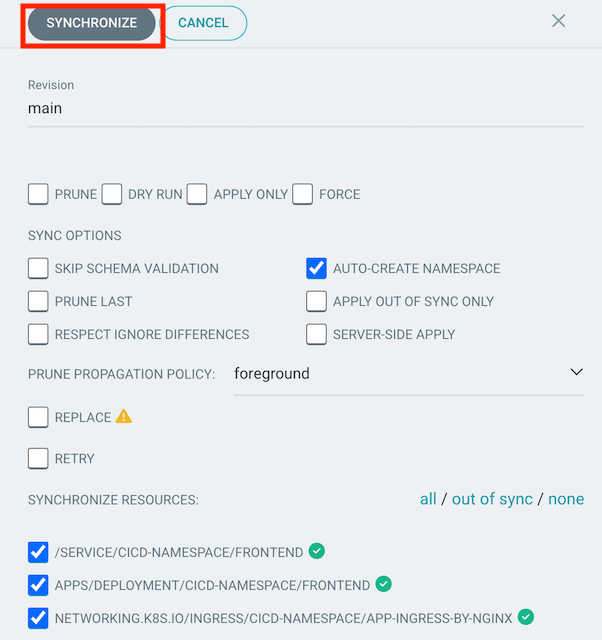 SYNCHRONIZE CANCEL
Revision
main
PRUNE DRY RUN APPLY ONLY FORCE
SYNC OPTIONS
SKIP SCHEMA VALIDATION AUTO-CREATE NAMESPACE
PRUNE LAST APPLY OUT OF SYNC ONLY
RESPECT IGNORE DIFFERENCES SERVER-SIDE APPLY
PRUNE PROPAGATION POLICY: foreground
REPLACE
RETRY
SYNCHRONIZE RESOURCES: all / out of sync / none
/SERVICE/CICD-NAMESPACE/FRONTEND
APPS/DEPLOYMENT/CICD-NAMESPACE/FRONTEND
NETWORKING.K8S.IO/INGRESS/CICD-NAMESPACE/APP-INGRESS-BY-NGINX